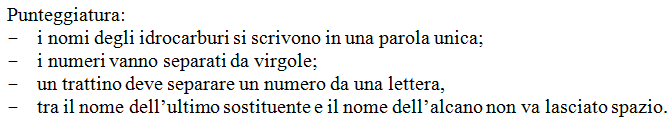 Punteggiatura:
– i nomi degli idrocarburi si scrivono in una parola unica;
– i numeri vanno separati da virgole;
– un trattino deve separare un numero da una lettera,
– tra il nome dell’ultimo sostituente e il nome dell’alcano non va lasciato spazio.